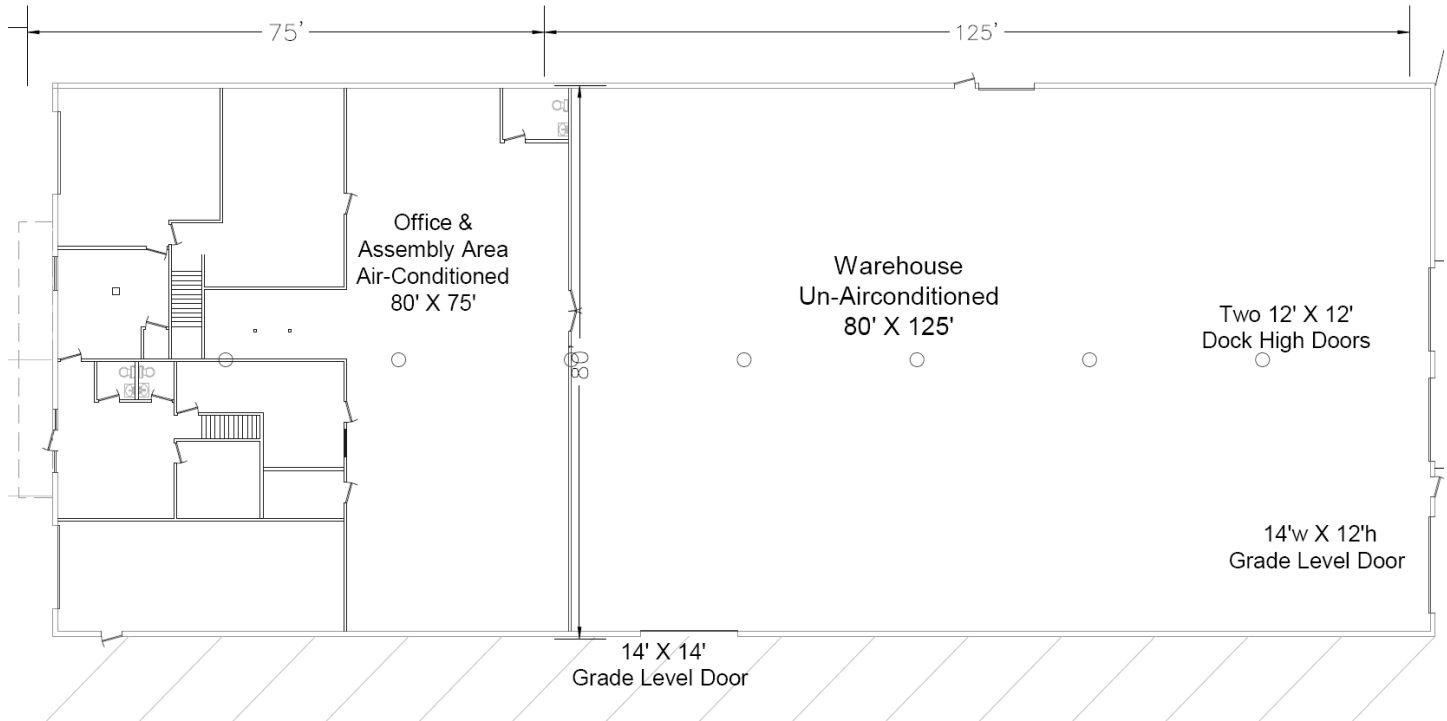 75'
125'
Office &
Assembly Area
Air-Conditioned
80' X 75'
Warehouse
Un-Airconditioned
80' X 125'
Two 12' X 12'
Dock High Doors
80'
14'w X 12'h
Grade Level Door
14' X 14'
Grade Level Door